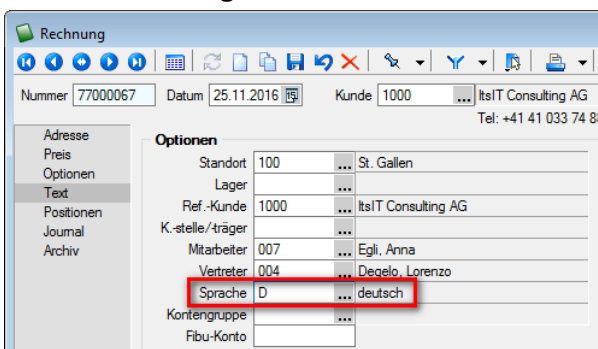 Rechnung
Nummer 77000067 Datum 25.11.2016 15 Kunde 1000 ... ItsIT Consulting AG
Tel: +41 41 033 74
Adresse
Preis
Optionen
Text
Positionen
Journal
Archiv
Optionen
Standort 100 ... St. Gallen
Lager ...
Ref.-Kunde 1000 ... ItsIT Consulting AG
K.-stelle/-träger ...
Mitarbeiter 007 ... Egli, Anna
Vertreter 004 ... Degelo, Lorenzo
Sprache D ... deutsch
Kontengruppe ...
Fibu-Konto